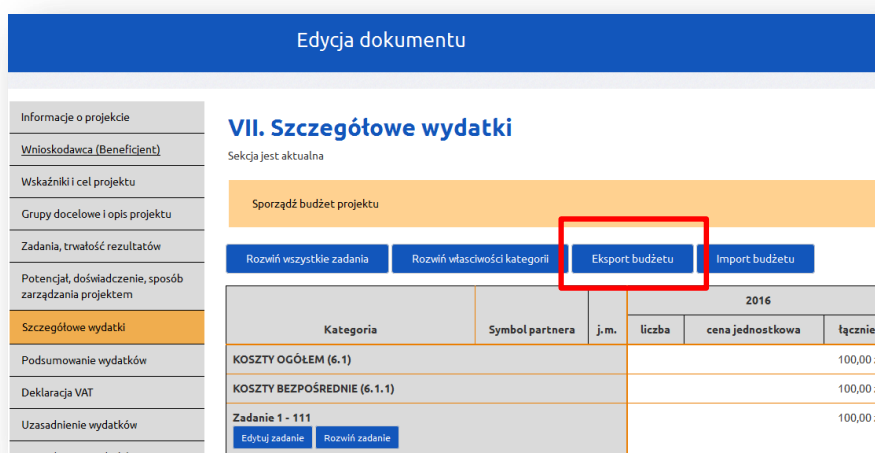 Edycja dokumentu
Informacje o projekcie
Wnioskodawca (Beneficjent)
Wskaźniki i cel projektu
Grupy docelowe i opis projektu
Zadania, trwałość rezultatów
Potencjał, doświadczenie, sposób
zarządzania projektem
Szczegółowe wydatki
Podsumowanie wydatków
Deklaracja VAT
Uzasadnienie wydatków
VII. Szczegółowe wydatki
Sekcja jest aktualna
Sporządź budżet projektu
Rozwiń wszystkie zadania Rozwiń własciwości kategorii Eksport budżetu Import budżetu
2016
Kategoria Symbol partnera j.m. liczba cena jednostkowa łącznie
KOSZTY OGÓŁEM (6.1) 100,00
KOSZTY BEZPOŚREDNIE (6.1.1) 100,00
Zadanie 1 - 111 100,00
Edytuj zadanie Rozwiń zadanie